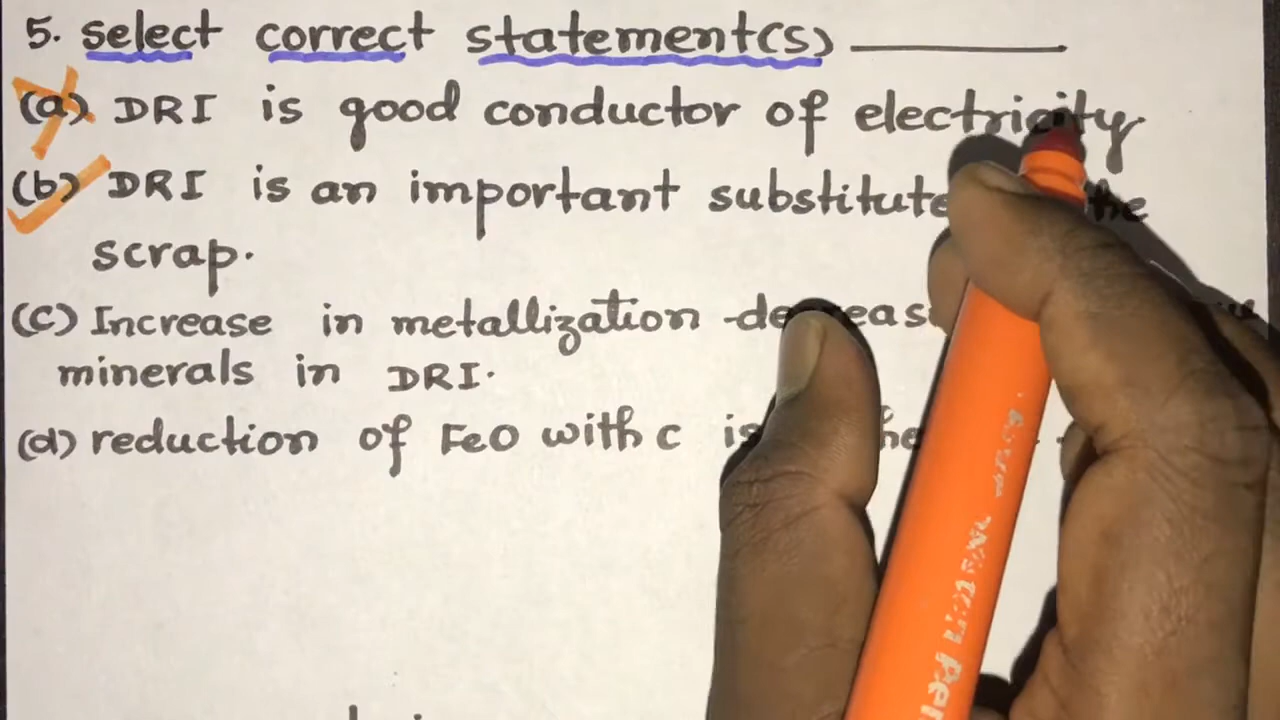 5. select correct statement(s)
(a) DRI is good conductor of electricity.
(b) DRI is an important substitute the
scrap.
(c) Increase in metallization
minerals in DRI.
(d) reduction of FeO with c is